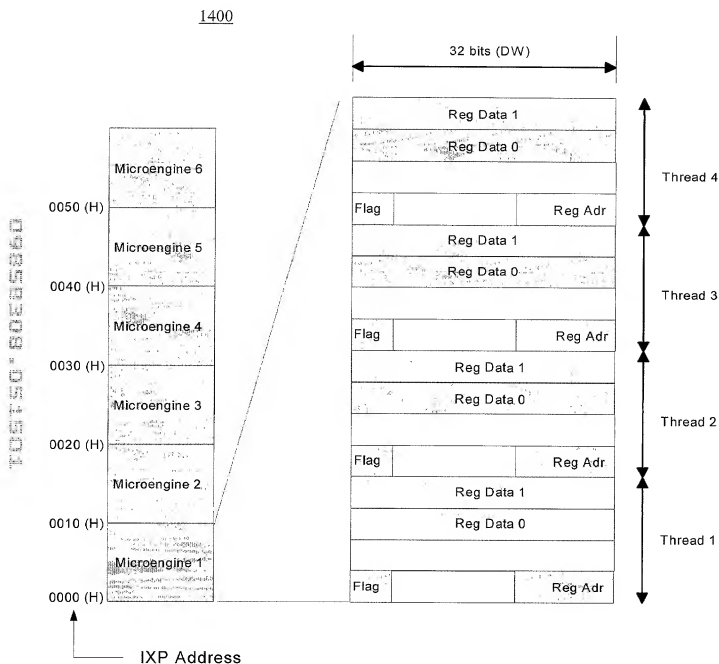 1400
32 bits (DW)
Reg Data 1
Reg Data 0
Flag Reg Adr
Thread 4
Reg Data 1
Reg Data 0
Flag Reg Adr
Thread 3
Reg Data 1
Reg Data 0
Flag Reg Adr
Thread 2
Reg Data 1
Reg Data 0
Flag Reg Adr
Thread 1
Microengine 6
0050 (H)
Microengine 5
0040 (H)
Microengine 4
0030 (H)
Microengine 3
0020 (H)
Microengine 2
0010 (H)
Microengine 1
0000 (H)
IXP Address